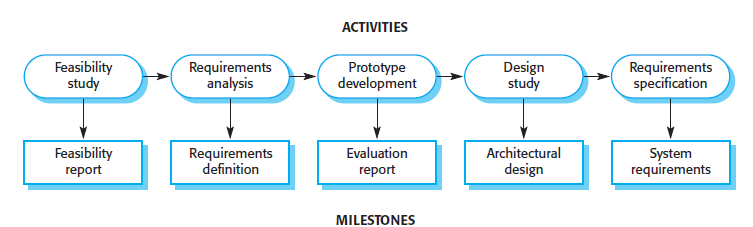 ACTIVITIES
Feasibility
study
Requirements
analysis
Prototype
development
Design
study
Requirements
specification
Feasibility
report
Requirements
definition
Evaluation
report
Architectural
design
System
requirements
MILESTONES